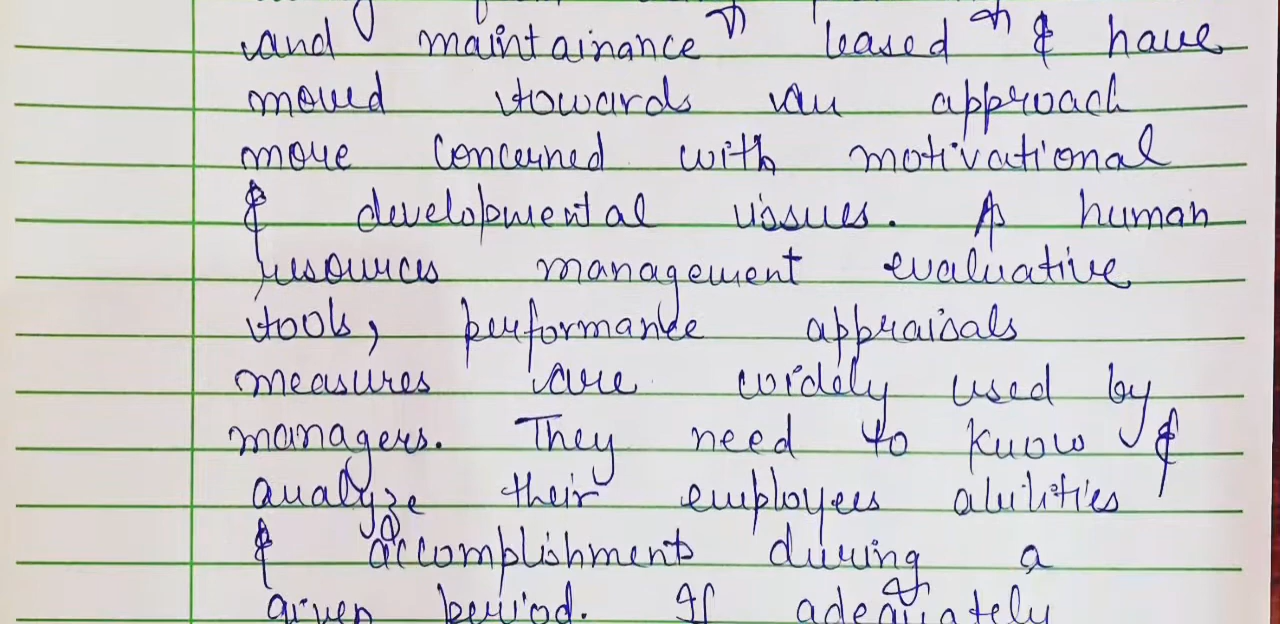 and maintainance leased & have
moved towards an approach
more concerned with motivational
& developmental issues. A human
resources management evaluative
tools, performance appraisals
measures are widely used by
managers. They need to know &
analyze their employees abilities
& accomplishment during a
given period. If adequately